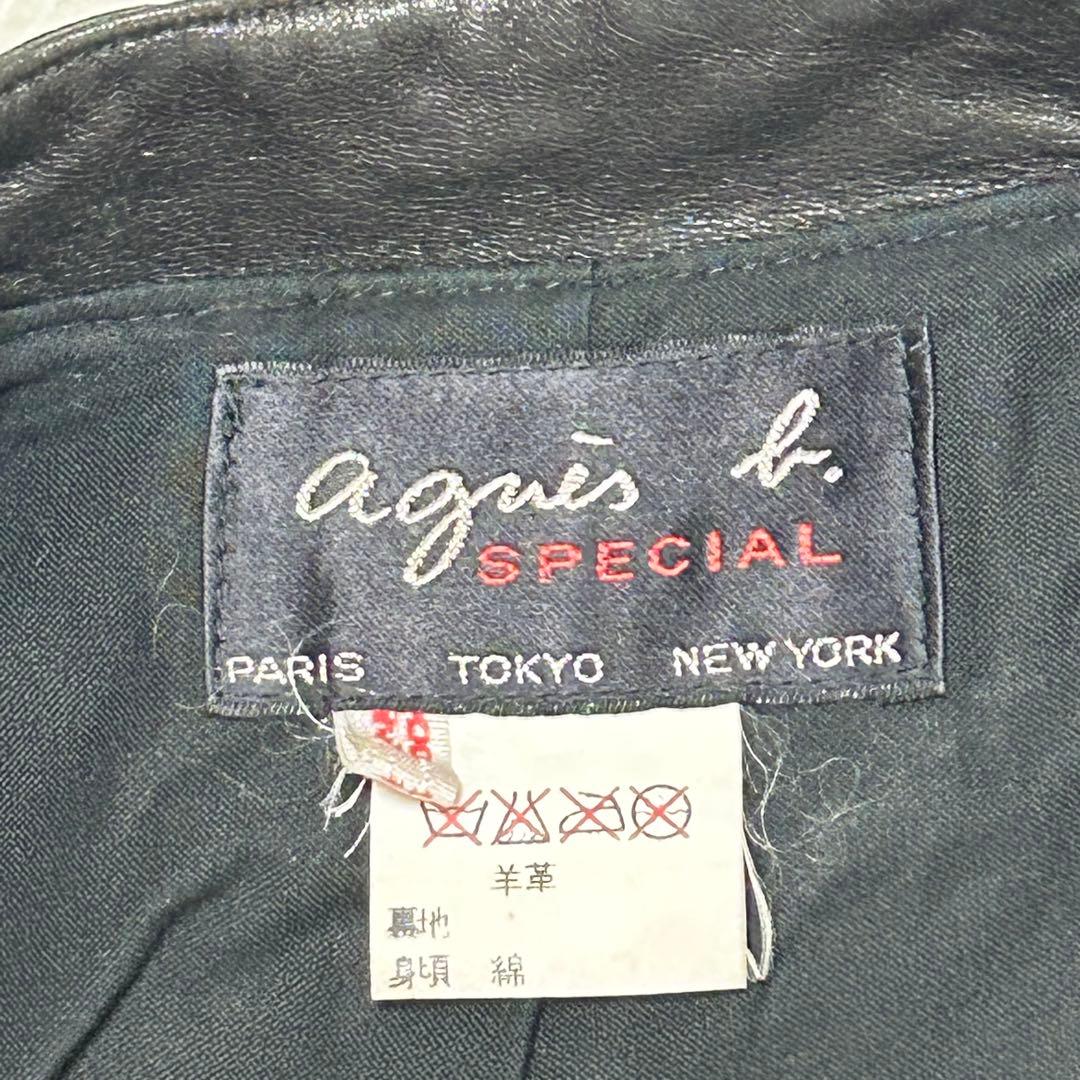 agnès b.
SPECIAL
PARIS TOKYO NEW YORK
羊革
裏地
身頃 綿